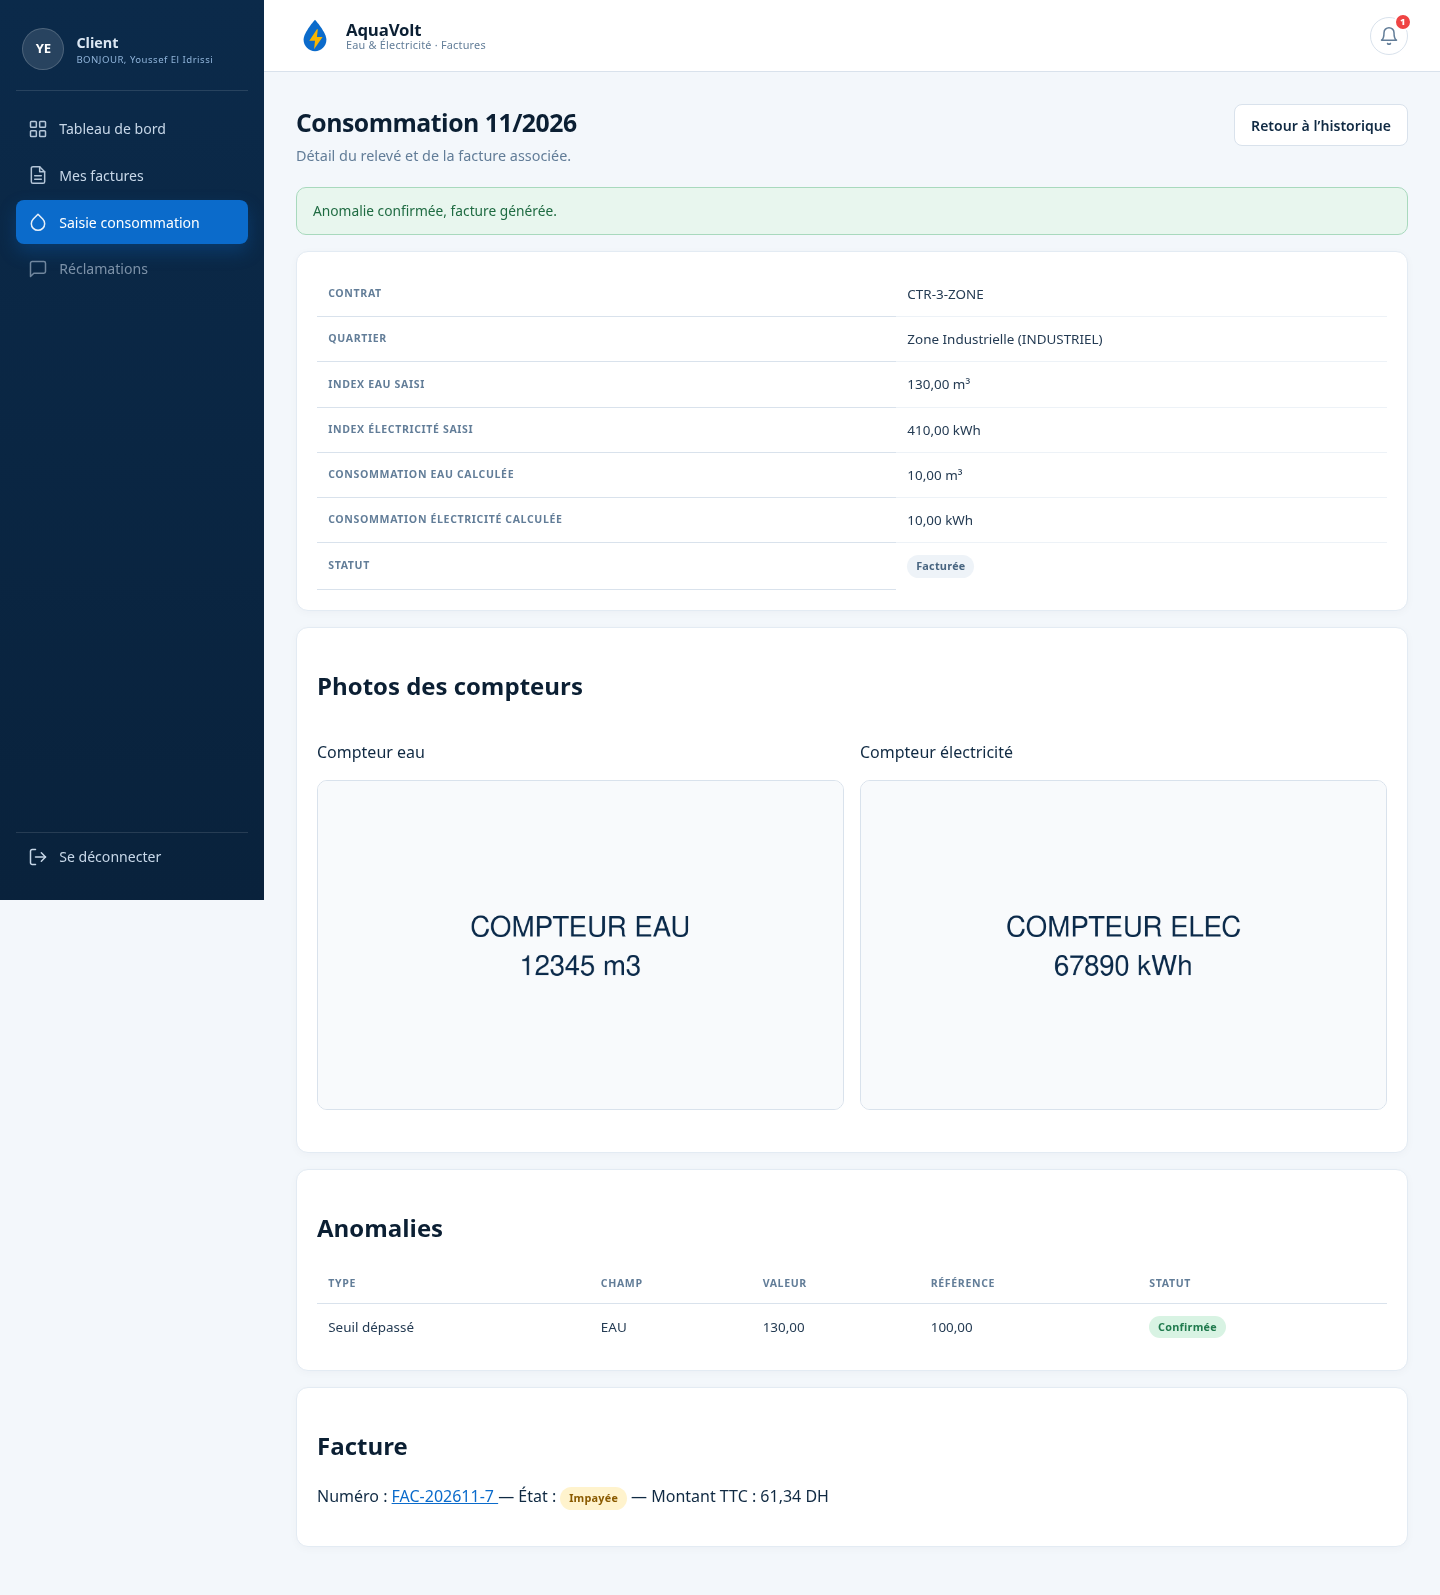 YE
Client
BONJOUR, Youssef El Idrissi
Tableau de bord
Mes factures
Saisie consommation
Réclamations
Se déconnecter
AquaVolt
Eau & Électricité · Factures
1
Consommation 11/2026
Détail du relevé et de la facture associée.
Retour à l’historique
Anomalie confirmée, facture générée.
CONTRAT CTR-3-ZONE
QUARTIER Zone Industrielle (INDUSTRIEL)
INDEX EAU SAISI 130,00 m³
INDEX ÉLECTRICITÉ SAISI 410,00 kWh
CONSOMMATION EAU CALCULÉE 10,00 m³
CONSOMMATION ÉLECTRICITÉ CALCULÉE 10,00 kWh
STATUT Facturée
Photos des compteurs
Compteur eau
COMPTEUR EAU
12345 m3
Compteur électricité
COMPTEUR ELEC
67890 kWh
Anomalies
TYPE CHAMP VALEUR RÉFÉRENCE STATUT
Seuil dépassé EAU 130,00 100,00 Confirmée
Facture
Numéro : FAC-202611-7 — État : Impayée — Montant TTC : 61,34 DH